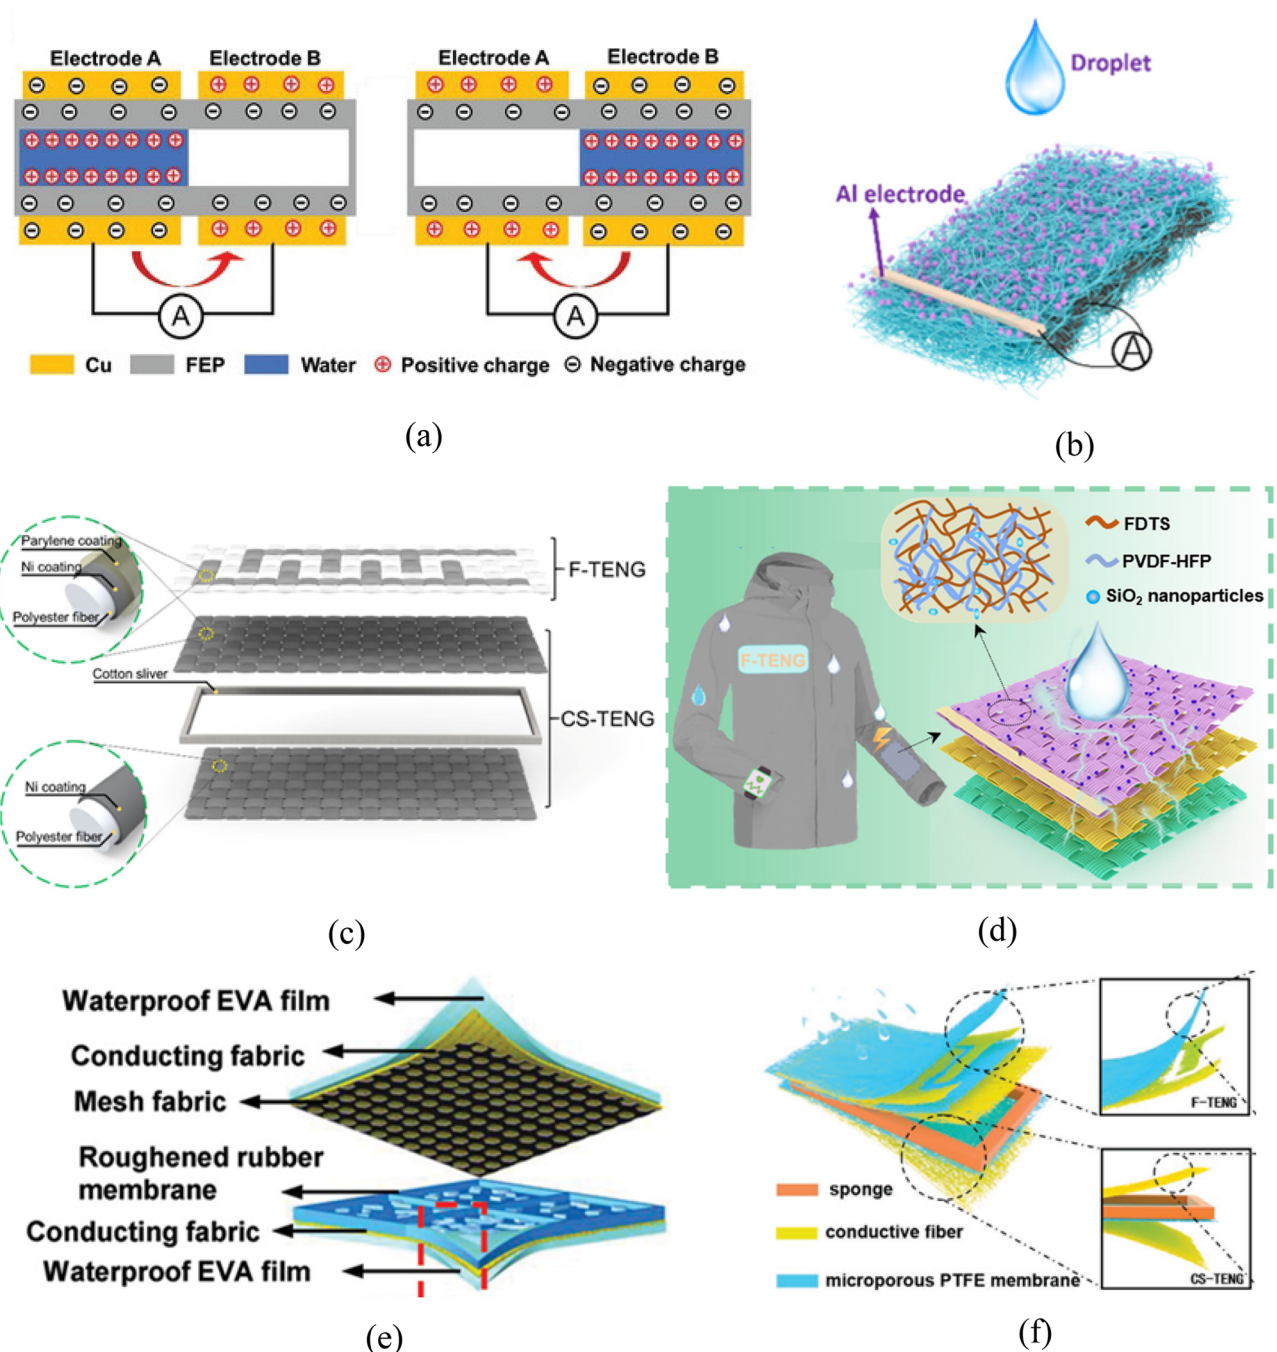 Electrode A
Electrode B
Electrode A
Electrode B
A
A
Cu
FEP
Water
Positive charge
Negative charge
(a)
Droplet
Al electrode
A
(b)
Parylene coating
Ni coating
Polyester fiber
F-TENG
Cotton sliver
CS-TENG
Ni coating
Polyester fiber
(c)
FDTS
PVDF-HFP
SiO₂ nanoparticles
F-TENG
(d)
Waterproof EVA film
Conducting fabric
Mesh fabric
Roughened rubber
membrane
Conducting fabric
Waterproof EVA film
(e)
F-TENG
CS-TENG
sponge
conductive fiber
microporous PTFE membrane
(f)